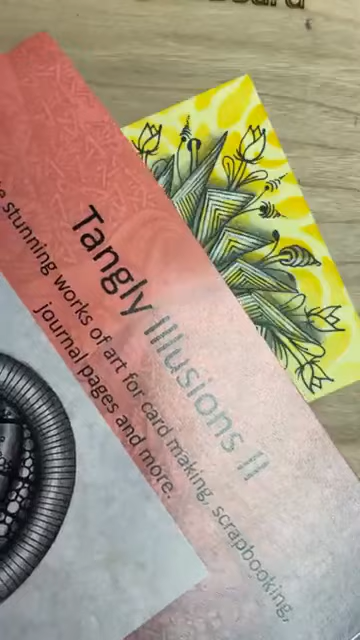 Tangly Illusions II
stunning works of art for card making, scrapbooking,
journal pages and more.